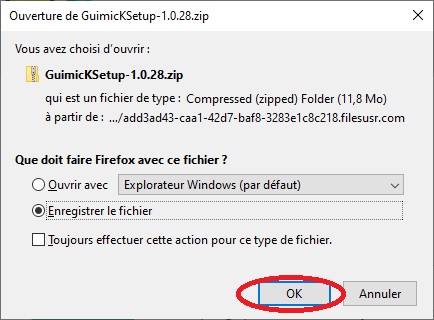 Ouverture de GuimicKSetup-1.0.28.zip
Vous avez choisi d'ouvrir :
GuimicKSetup-1.0.28.zip
qui est un fichier de type : Compressed (zipped) Folder (11,8 Mo)
à partir de : .../add3ad43-caa1-42d7-baf8-3283e1c8c218.filesusr.com
Que doit faire Firefox avec ce fichier ?
Ouvrir avec Explorateur Windows (par défaut)
Enregistrer le fichier
Toujours effectuer cette action pour ce type de fichier.
OK Annuler